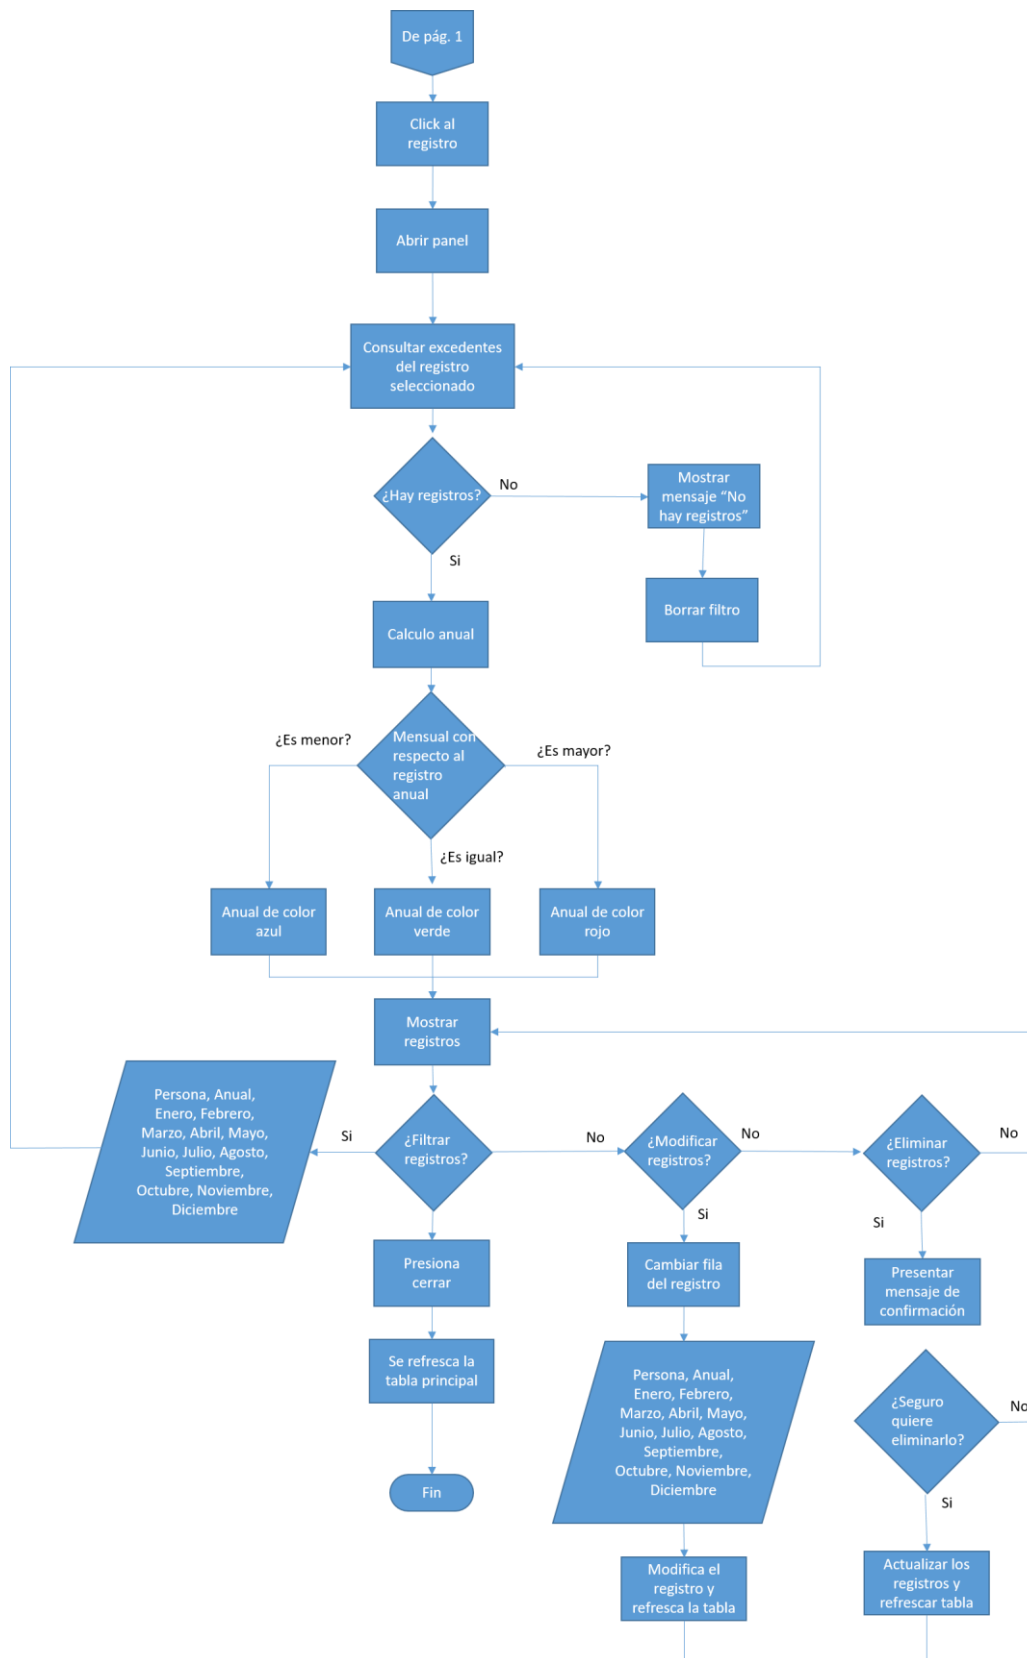 De pág. 1
Click al
registro
Abrir panel
Consultar excedentes
del registro
seleccionado
¿Hay registros?
No
Mostrar
mensaje “No
hay registros”
Si
Borrar filtro
Calculo anual
¿Es menor?
Mensual con
respecto al
registro
anual
¿Es mayor?
¿Es igual?
Anual de color
azul
Anual de color
verde
Anual de color
rojo
Mostrar
registros
Persona, Anual,
Enero, Febrero,
Marzo, Abril, Mayo,
Junio, Julio, Agosto,
Septiembre,
Octubre, Noviembre,
Diciembre
Si
¿Filtrar
registros?
No
¿Modificar
registros?
No
¿Eliminar
registros?
No
Si
Si
Presiona
cerrar
Cambiar fila
del registro
Presentar
mensaje de
confirmación
Se refresca la
tabla principal
Persona, Anual,
Enero, Febrero,
Marzo, Abril, Mayo,
Junio, Julio, Agosto,
Septiembre,
Octubre, Noviembre,
Diciembre
¿Seguro
quiere
eliminarlo?
No
Fin
Si
Modifica el
registro y
refresca la tabla
Actualizar los
registros y
refrescar tabla